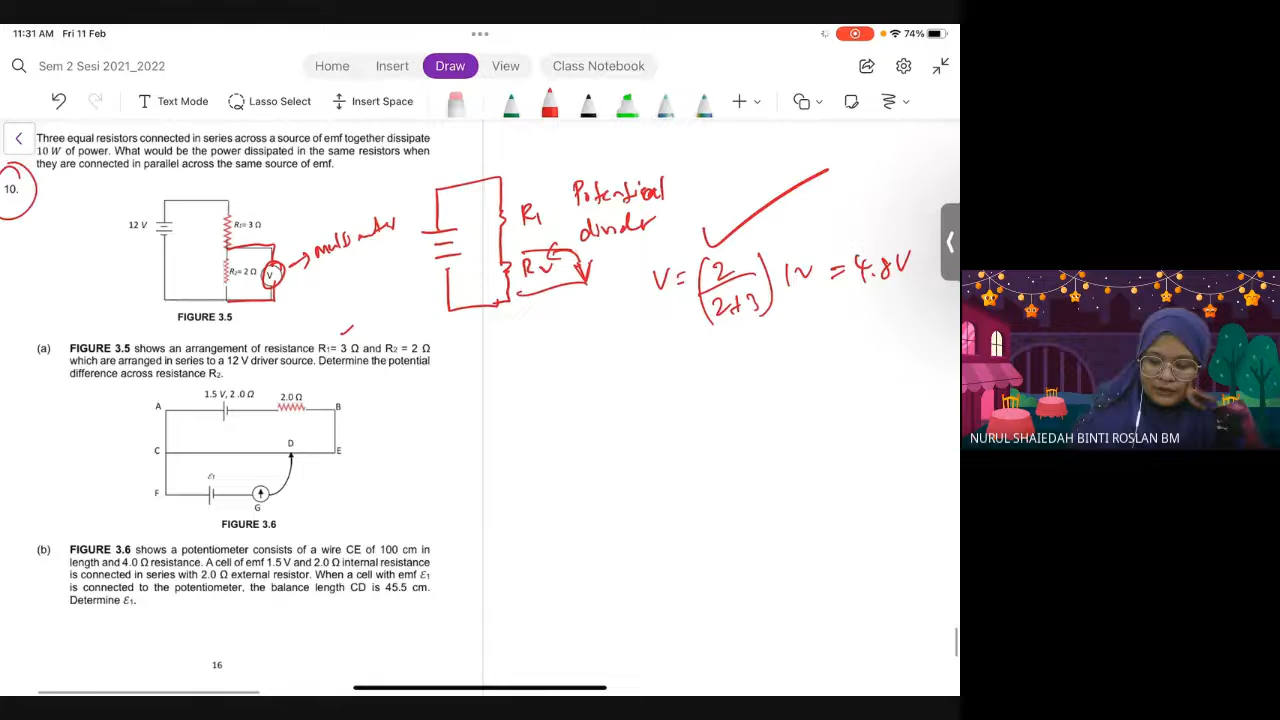 11:31 AM Fri 11 Feb
74%
Sem 2 Sesi 2021_2022
Home Insert Draw View Class Notebook
Text Mode Lasso Select Insert Space
Three equal resistors connected in series across a source of emf together dissipate
10 W of power. What would be the power dissipated in the same resistors when
they are connected in parallel across the same source of emf.
10.
12 V
R1= 3 Ω
R2= 2 Ω
V
FIGURE 3.5
R1
R
V
Potential
divider
V = (2/(2+3)) 12 = 4.8V
(a) FIGURE 3.5 shows an arrangement of resistance R1= 3 Ω and R2 = 2 Ω
which are arranged in series to a 12 V driver source. Determine the potential
difference across resistance R2.
1.5 V, 2 .0 Ω
2.0 Ω
A
B
D
C
E
ℰ1
F
G
FIGURE 3.6
(b) FIGURE 3.6 shows a potentiometer consists of a wire CE of 100 cm in
length and 4.0 Ω resistance. A cell of emf 1.5 V and 2.0 Ω internal resistance
is connected in series with 2.0 Ω external resistor. When a cell with emf ℰ1
is connected to the potentiometer, the balance length CD is 45.5 cm.
Determine ℰ1.
16
NURUL SHAIEDAH BINTI ROSLAN BM